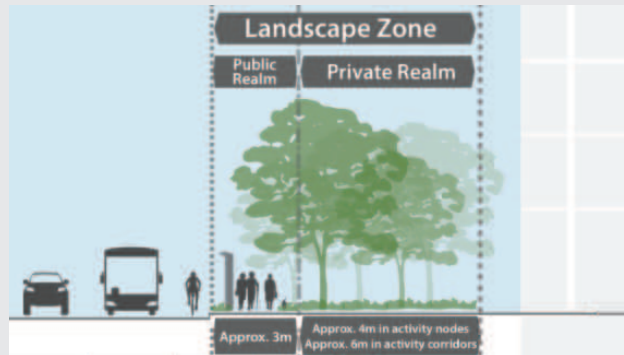 Landscape Zone
Public
Realm
Private Realm
Approx. 3m
Approx. 4m in activity nodes
Approx. 6m in activity corridors